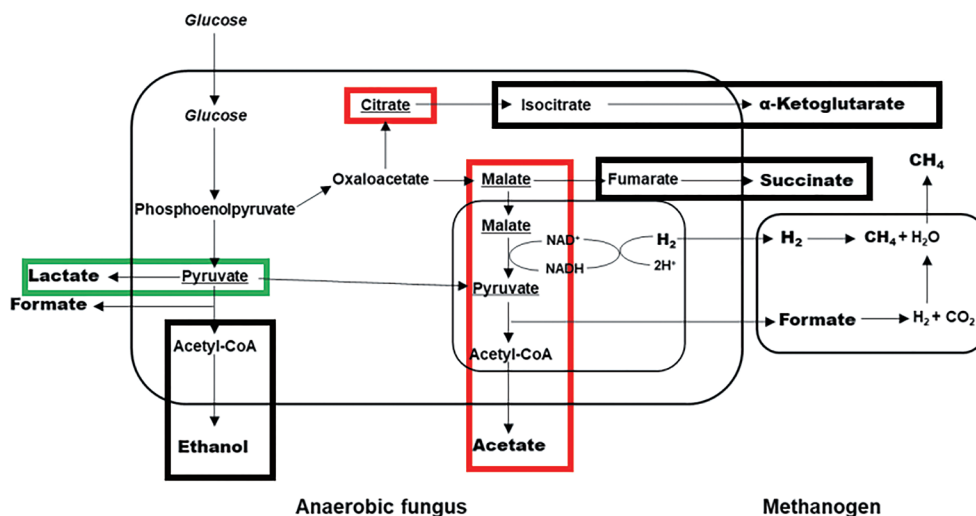 Glucose
Glucose
Citrate
Isocitrate
α-Ketoglutarate
CH4
Oxaloacetate
Malate
Fumarate
Succinate
Phosphoenolpyruvate
Malate
NAD+
H2
H2
CH4 + H2O
NADH
2H+
Lactate
Pyruvate
Pyruvate
Formate
Formate
H2 + CO2
Acetyl-CoA
Acetyl-CoA
Ethanol
Acetate
Anaerobic fungus
Methanogen